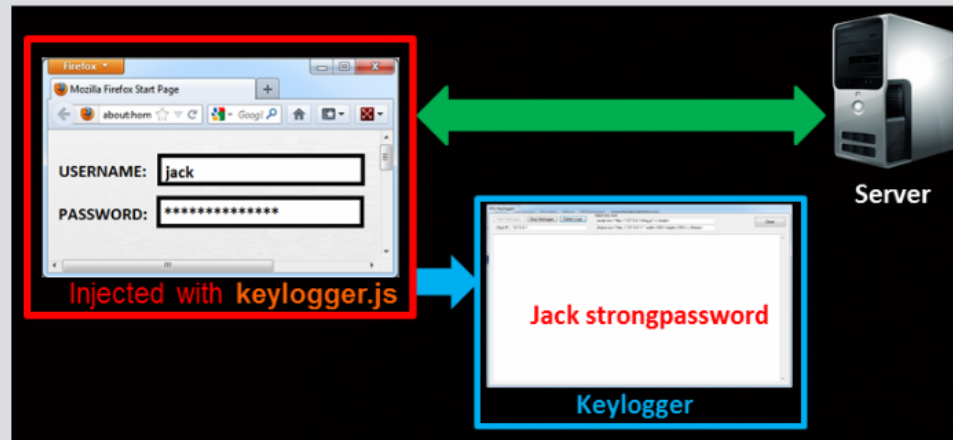 Firefox
Mozilla Firefox Start Page
about:hom
Googl
USERNAME: jack
PASSWORD: **************
Server
Injected with keylogger.js
Jack strongpassword
Keylogger